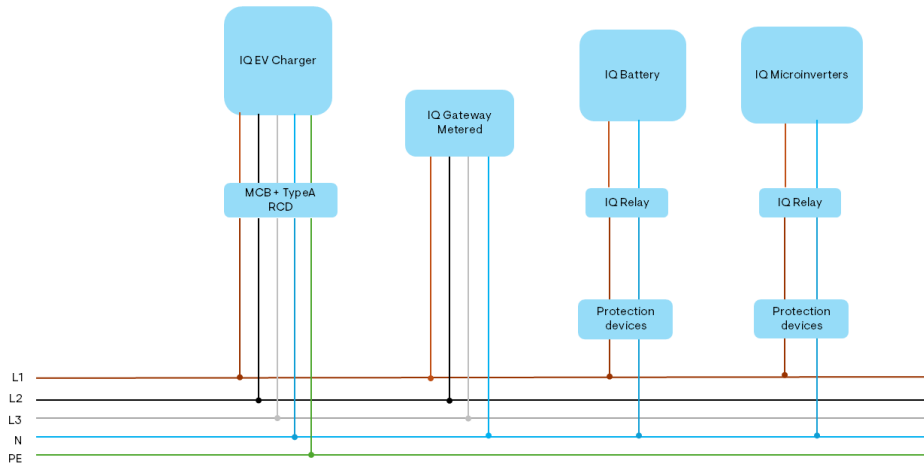 IQ EV Charger
IQ Gateway
Metered
IQ Battery
IQ Microinverters
MCB + TypeA
RCD
IQ Relay
IQ Relay
Protection
devices
Protection
devices
L1
L2
L3
N
PE